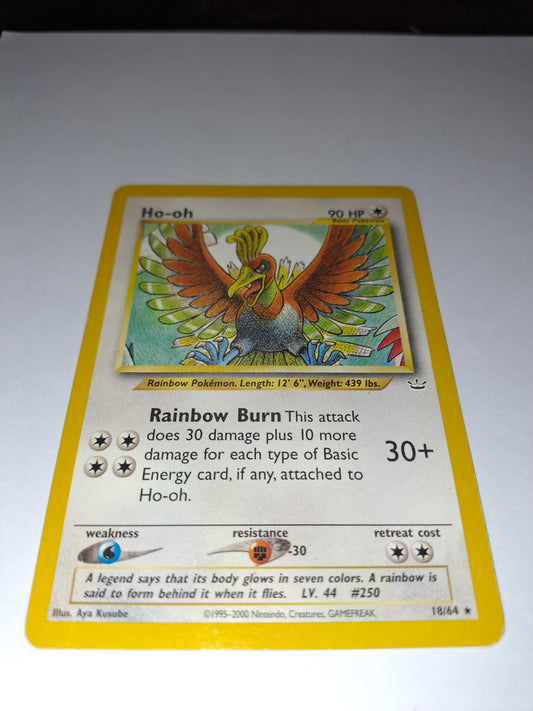 Ho-oh 90 HP
Basic Pokémon
Rainbow Pokémon. Length: 12' 6", Weight: 439 lbs.
Rainbow Burn This attack
does 30 damage plus 10 more
damage for each type of Basic
Energy card, if any, attached to
Ho-oh.
30+
weakness resistance retreat cost
-30
A legend says that its body glows in seven colors. A rainbow is
said to form behind it when it flies. LV. 44 #250
Illus. Aya Kusube ©1995-2000 Nintendo, Creatures, GAMEFREAK. 18/64 ★